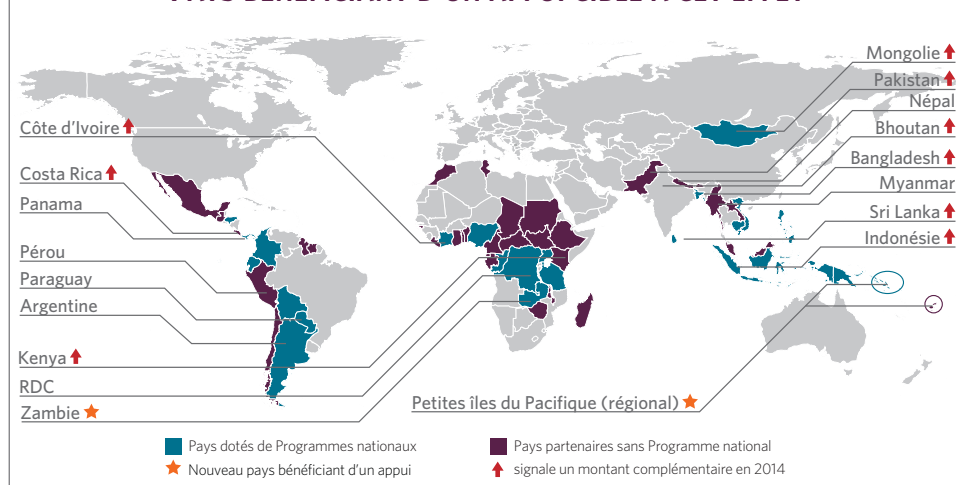 Mongolie
Pakistan
Népal
Côte d'Ivoire
Bhoutan
Bangladesh
Costa Rica
Myanmar
Panama
Sri Lanka
Indonésie
Pérou
Paraguay
Argentine
Kenya
RDC
Zambie
Petites îles du Pacifique (régional)
Pays dotés de Programmes nationaux
Pays partenaires sans Programme national
Nouveau pays bénéficiant d'un appui
signale un montant complémentaire en 2014